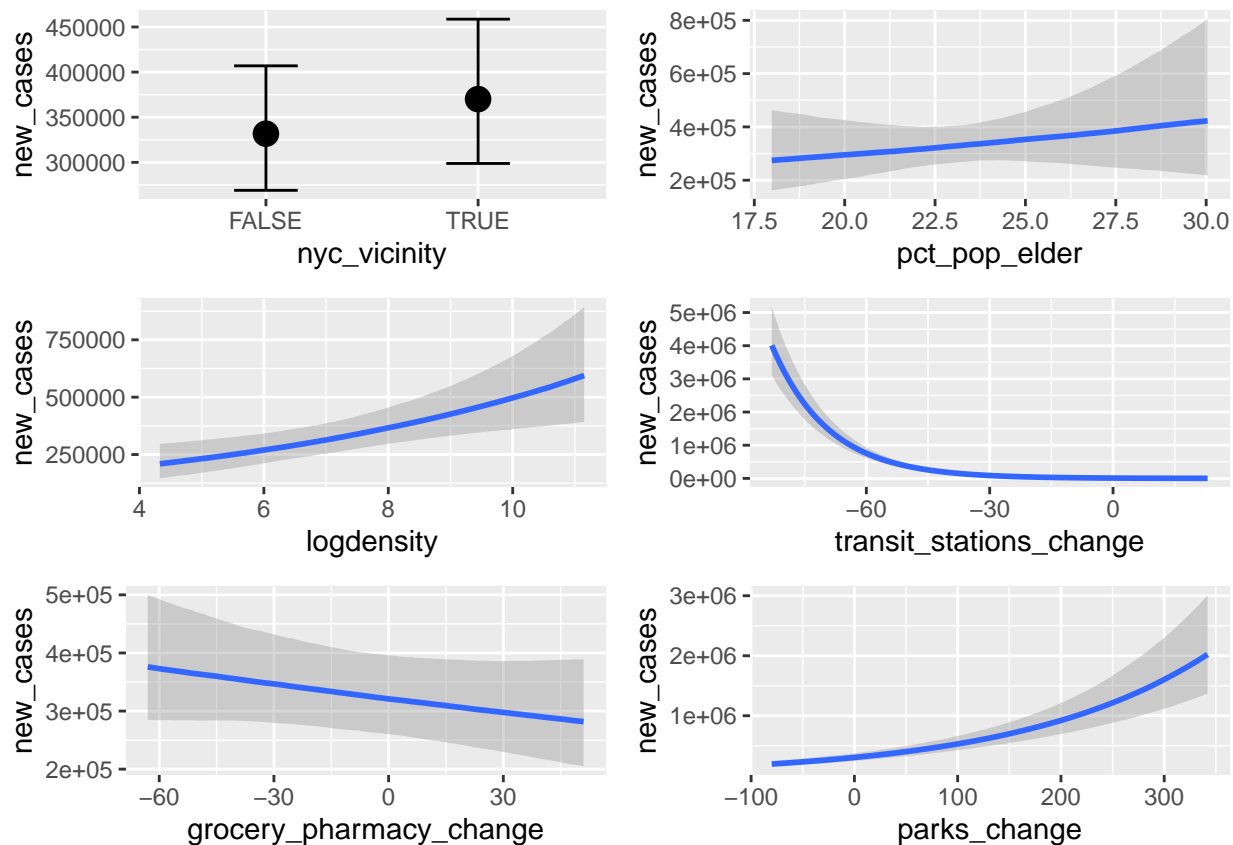 new_cases
450000
400000
350000
300000
FALSE TRUE
nyc_vicinity
new_cases
8e+05
6e+05
4e+05
2e+05
17.5 20.0 22.5 25.0 27.5 30.0
pct_pop_elder
new_cases
750000
500000
250000
4 6 8 10
logdensity
new_cases
5e+06
4e+06
3e+06
2e+06
1e+06
0e+00
−60 −30 0
transit_stations_change
new_cases
5e+05
4e+05
3e+05
2e+05
−60 −30 0 30
grocery_pharmacy_change
new_cases
3e+06
2e+06
1e+06
−100 0 100 200 300
parks_change